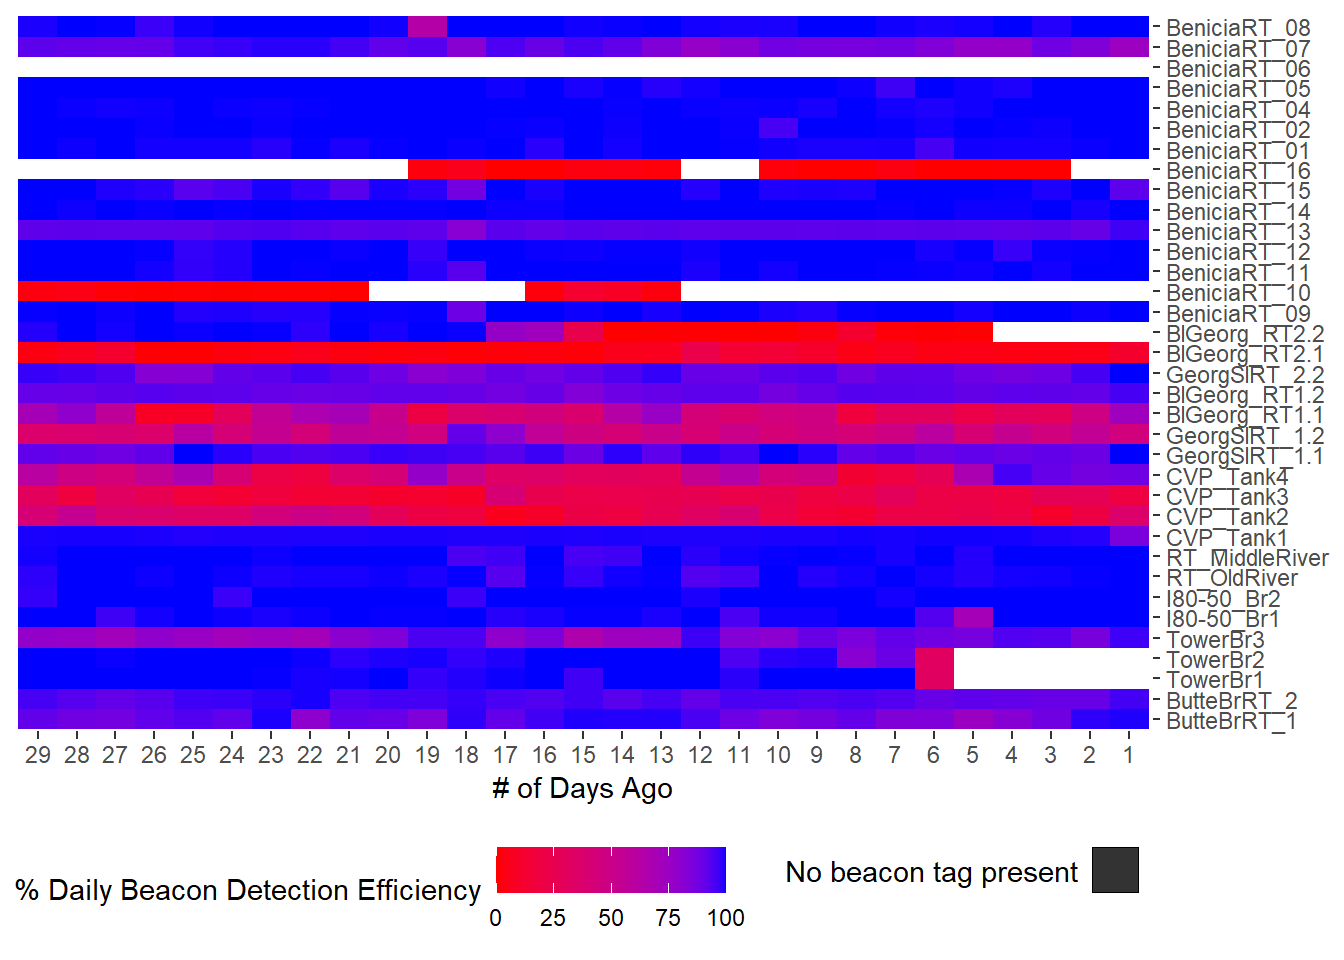 BeniciaRT_08
BeniciaRT_07
BeniciaRT_06
BeniciaRT_05
BeniciaRT_04
BeniciaRT_02
BeniciaRT_01
BeniciaRT_16
BeniciaRT_15
BeniciaRT_14
BeniciaRT_13
BeniciaRT_12
BeniciaRT_11
BeniciaRT_10
BeniciaRT_09
BlGeorg_RT2.2
BlGeorg_RT2.1
GeorgSlRT_2.2
BlGeorg_RT1.2
BlGeorg_RT1.1
GeorgSlRT_1.2
GeorgSlRT_1.1
CVP_Tank4
CVP_Tank3
CVP_Tank2
CVP_Tank1
RT_MiddleRiver
RT_OldRiver
I80-50_Br2
I80-50_Br1
TowerBr3
TowerBr2
TowerBr1
ButteBrRT_2
ButteBrRT_1
29 28 27 26 25 24 23 22 21 20 19 18 17 16 15 14 13 12 11 10 9 8 7 6 5 4 3 2 1
# of Days Ago
% Daily Beacon Detection Efficiency
0 25 50 75 100
No beacon tag present